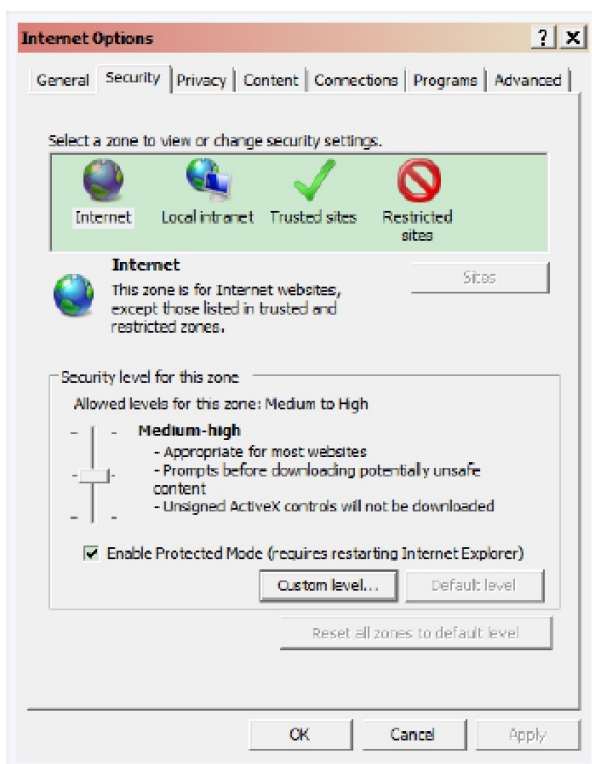 Internet Options
? X
General Security Privacy Content Connections Programs Advanced
Select a zone to view or change security settings.
Internet Local intranet Trusted sites Restricted
sites
Internet
Sites
This zone is for Internet websites,
except those listed in trusted and
restricted zones.
Security level for this zone
Allowed levels for this zone: Medium to High
Medium-high
- Appropriate for most websites
- Prompts before downloading potentially unsafe
content
- Unsigned ActiveX controls will not be downloaded
Enable Protected Mode (requires restarting Internet Explorer)
Custom level... Default level
Reset all zones to default level
OK Cancel Apply